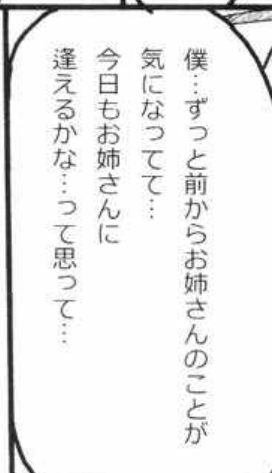 僕…ずっと前からお姉さんのことが
気になってて…
今日もお姉さんに
逢えるかな…って思って…